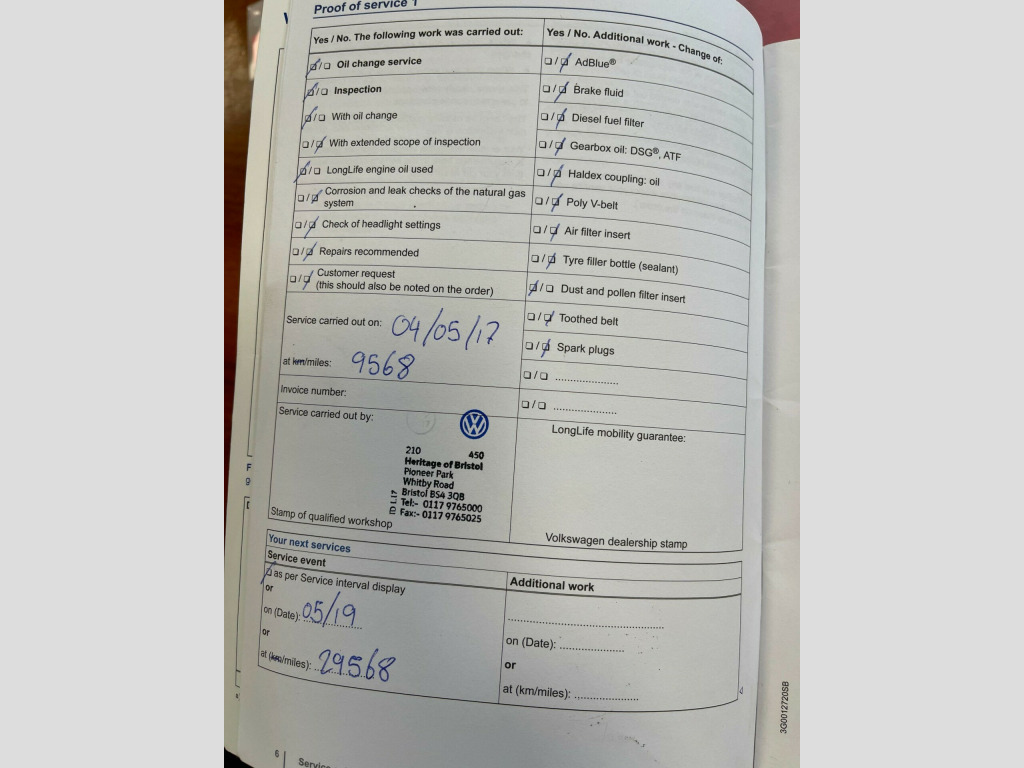 Proof of service 1
Yes / No. The following work was carried out:
Oil change service
Inspection
With oil change
With extended scope of inspection
LongLife engine oil used
Corrosion and leak checks of the natural gas
system
Check of headlight settings
Repairs recommended
Customer request
(this should also be noted on the order)
Service carried out on: 04/05/17
at km/miles: 9568
Invoice number:
Service carried out by:
210 450
Heritage of Bristol
Pioneer Park
Whitby Road
Bristol BS4 3QB
Tel:- 0117 9765000
Fax:- 0117 9765025
Stamp of qualified workshop
Yes / No. Additional work - Change of:
AdBlue®
Brake fluid
Diesel fuel filter
Gearbox oil: DSG®, ATF
Haldex coupling: oil
Poly V-belt
Air filter insert
Tyre filler bottle (sealant)
Dust and pollen filter insert
Toothed belt
Spark plugs
....................
....................
LongLife mobility guarantee:
Volkswagen dealership stamp
Your next services
Service event
as per Service interval display
or
on (Date): 05/19
or
at (km/miles): 29568
Additional work
on (Date): ....................
or
at (km/miles): ....................
6 Service
3G0012720SB